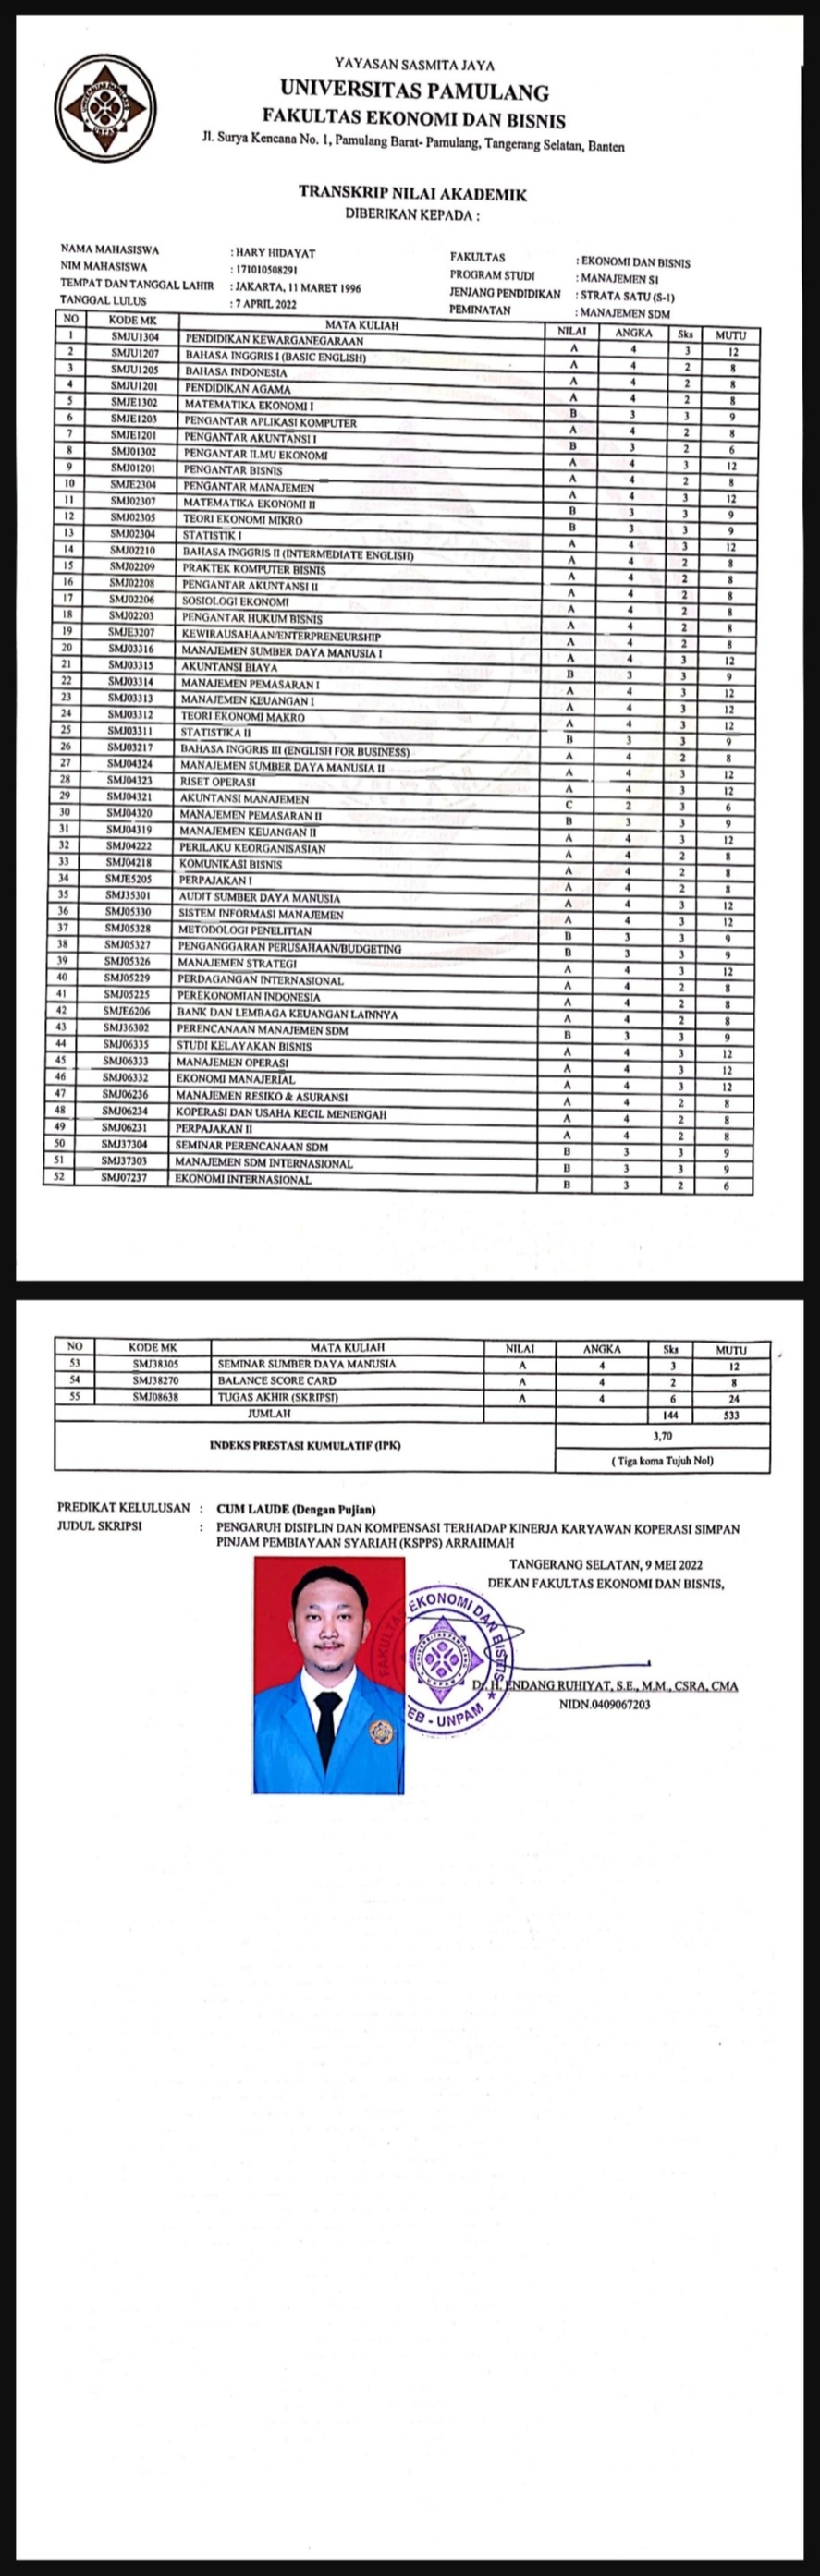 YAYASAN SASMITA JAYA
UNIVERSITAS PAMULANG
FAKULTAS EKONOMI DAN BISNIS
Jl. Surya Kencana No. 1, Pamulang Barat- Pamulang, Tangerang Selatan, Banten
TRANSKRIP NILAI AKADEMIK
DIBERIKAN KEPADA :
NAMA MAHASISWA : HARY HIDAYAT FAKULTAS : EKONOMI DAN BISNIS
NIM MAHASISWA : 171010508291 PROGRAM STUDI : MANAJEMEN S1
TEMPAT DAN TANGGAL LAHIR : JAKARTA, 11 MARET 1996 JENJANG PENDIDIKAN : STRATA SATU (S-1)
TANGGAL LULUS : 7 APRIL 2022 PEMINATAN : MANAJEMEN SDM
NO KODE MK MATA KULIAH NILAI ANGKA Sks MUTU
1 SMJU1304 PENDIDIKAN KEWARGANEGARAAN A 4 3 12
2 SMJU1207 BAHASA INGGRIS I (BASIC ENGLISH) A 4 2 8
3 SMJU1205 BAHASA INDONESIA A 4 2 8
4 SMJU1201 PENDIDIKAN AGAMA A 4 2 8
5 SMJE1302 MATEMATIKA EKONOMI I B 3 3 9
6 SMJE1203 PENGANTAR APLIKASI KOMPUTER A 4 2 8
7 SMJE1201 PENGANTAR AKUNTANSI I B 3 2 6
8 SMJ01302 PENGANTAR ILMU EKONOMI A 4 3 12
9 SMJ01201 PENGANTAR BISNIS A 4 2 8
10 SMJE2304 PENGANTAR MANAJEMEN A 4 3 12
11 SMJ02307 MATEMATIKA EKONOMI II B 3 3 9
12 SMJ02305 TEORI EKONOMI MIKRO B 3 3 9
13 SMJ02304 STATISTIK I A 4 3 12
14 SMJ02210 BAHASA INGGRIS II (INTERMEDIATE ENGLISH) A 4 2 8
15 SMJ02209 PRAKTEK KOMPUTER BISNIS A 4 2 8
16 SMJ02208 PENGANTAR AKUNTANSI II A 4 2 8
17 SMJ02206 SOSIOLOGI EKONOMI A 4 2 8
18 SMJ02203 PENGANTAR HUKUM BISNIS A 4 2 8
19 SMJE3207 KEWIRAUSAHAAN/ENTERPRENEURSHIP A 4 2 8
20 SMJ03316 MANAJEMEN SUMBER DAYA MANUSIA I A 4 3 12
21 SMJ03315 AKUNTANSI BIAYA B 3 3 9
22 SMJ03314 MANAJEMEN PEMASARAN I A 4 3 12
23 SMJ03313 MANAJEMEN KEUANGAN I A 4 3 12
24 SMJ03312 TEORI EKONOMI MAKRO A 4 3 12
25 SMJ03311 STATISTIKA II B 3 3 9
26 SMJ03217 BAHASA INGGRIS III (ENGLISH FOR BUSINESS) A 4 2 8
27 SMJ04324 MANAJEMEN SUMBER DAYA MANUSIA II A 4 3 12
28 SMJ04323 RISET OPERASI A 4 3 12
29 SMJ04321 AKUNTANSI MANAJEMEN C 2 3 6
30 SMJ04320 MANAJEMEN PEMASARAN II B 3 3 9
31 SMJ04319 MANAJEMEN KEUANGAN II A 4 3 12
32 SMJ04222 PERILAKU KEORGANISASIAN A 4 2 8
33 SMJ04218 KOMUNIKASI BISNIS A 4 2 8
34 SMJE5205 PERPAJAKAN I A 4 2 8
35 SMJ35301 AUDIT SUMBER DAYA MANUSIA A 4 3 12
36 SMJ05330 SISTEM INFORMASI MANAJEMEN A 4 3 12
37 SMJ05328 METODOLOGI PENELITIAN B 3 3 9
38 SMJ05327 PENGANGGARAN PERUSAHAAN/BUDGETING B 3 3 9
39 SMJ05326 MANAJEMEN STRATEGI A 4 3 12
40 SMJ05229 PERDAGANGAN INTERNASIONAL A 4 2 8
41 SMJ05225 PEREKONOMIAN INDONESIA A 4 2 8
42 SMJE6206 BANK DAN LEMBAGA KEUANGAN LAINNYA A 4 2 8
43 SMJ36302 PERENCANAAN MANAJEMEN SDM B 3 3 9
44 SMJ06335 STUDI KELAYAKAN BISNIS A 4 3 12
45 SMJ06333 MANAJEMEN OPERASI A 4 3 12
46 SMJ06332 EKONOMI MANAJERIAL A 4 3 12
47 SMJ06236 MANAJEMEN RESIKO & ASURANSI A 4 2 8
48 SMJ06234 KOPERASI DAN USAHA KECIL MENENGAH A 4 2 8
49 SMJ06231 PERPAJAKAN II A 4 2 8
50 SMJ37304 SEMINAR PERENCANAAN SDM B 3 3 9
51 SMJ37303 MANAJEMEN SDM INTERNASIONAL B 3 3 9
52 SMJ07237 EKONOMI INTERNASIONAL B 3 2 6
NO KODE MK MATA KULIAH NILAI ANGKA Sks MUTU
53 SMJ38305 SEMINAR SUMBER DAYA MANUSIA A 4 3 12
54 SMJ38270 BALANCE SCORE CARD A 4 2 8
55 SMJ08638 TUGAS AKHIR (SKRIPSI) A 4 6 24
JUMLAH 144 533
INDEKS PRESTASI KUMULATIF (IPK) 3,70
( Tiga koma Tujuh Nol)
PREDIKAT KELULUSAN : CUM LAUDE (Dengan Pujian)
JUDUL SKRIPSI : PENGARUH DISIPLIN DAN KOMPENSASI TERHADAP KINERJA KARYAWAN KOPERASI SIMPAN
PINJAM PEMBIAYAAN SYARIAH (KSPPS) ARRAHMAH
TANGERANG SELATAN, 9 MEI 2022
DEKAN FAKULTAS EKONOMI DAN BISNIS,
FAKULTAS EKONOMI DAN BISNIS
FEB - UNPAM
Dr. H. ENDANG RUHIYAT, S.E., M.M., CSRA, CMA
NIDN.0409067203